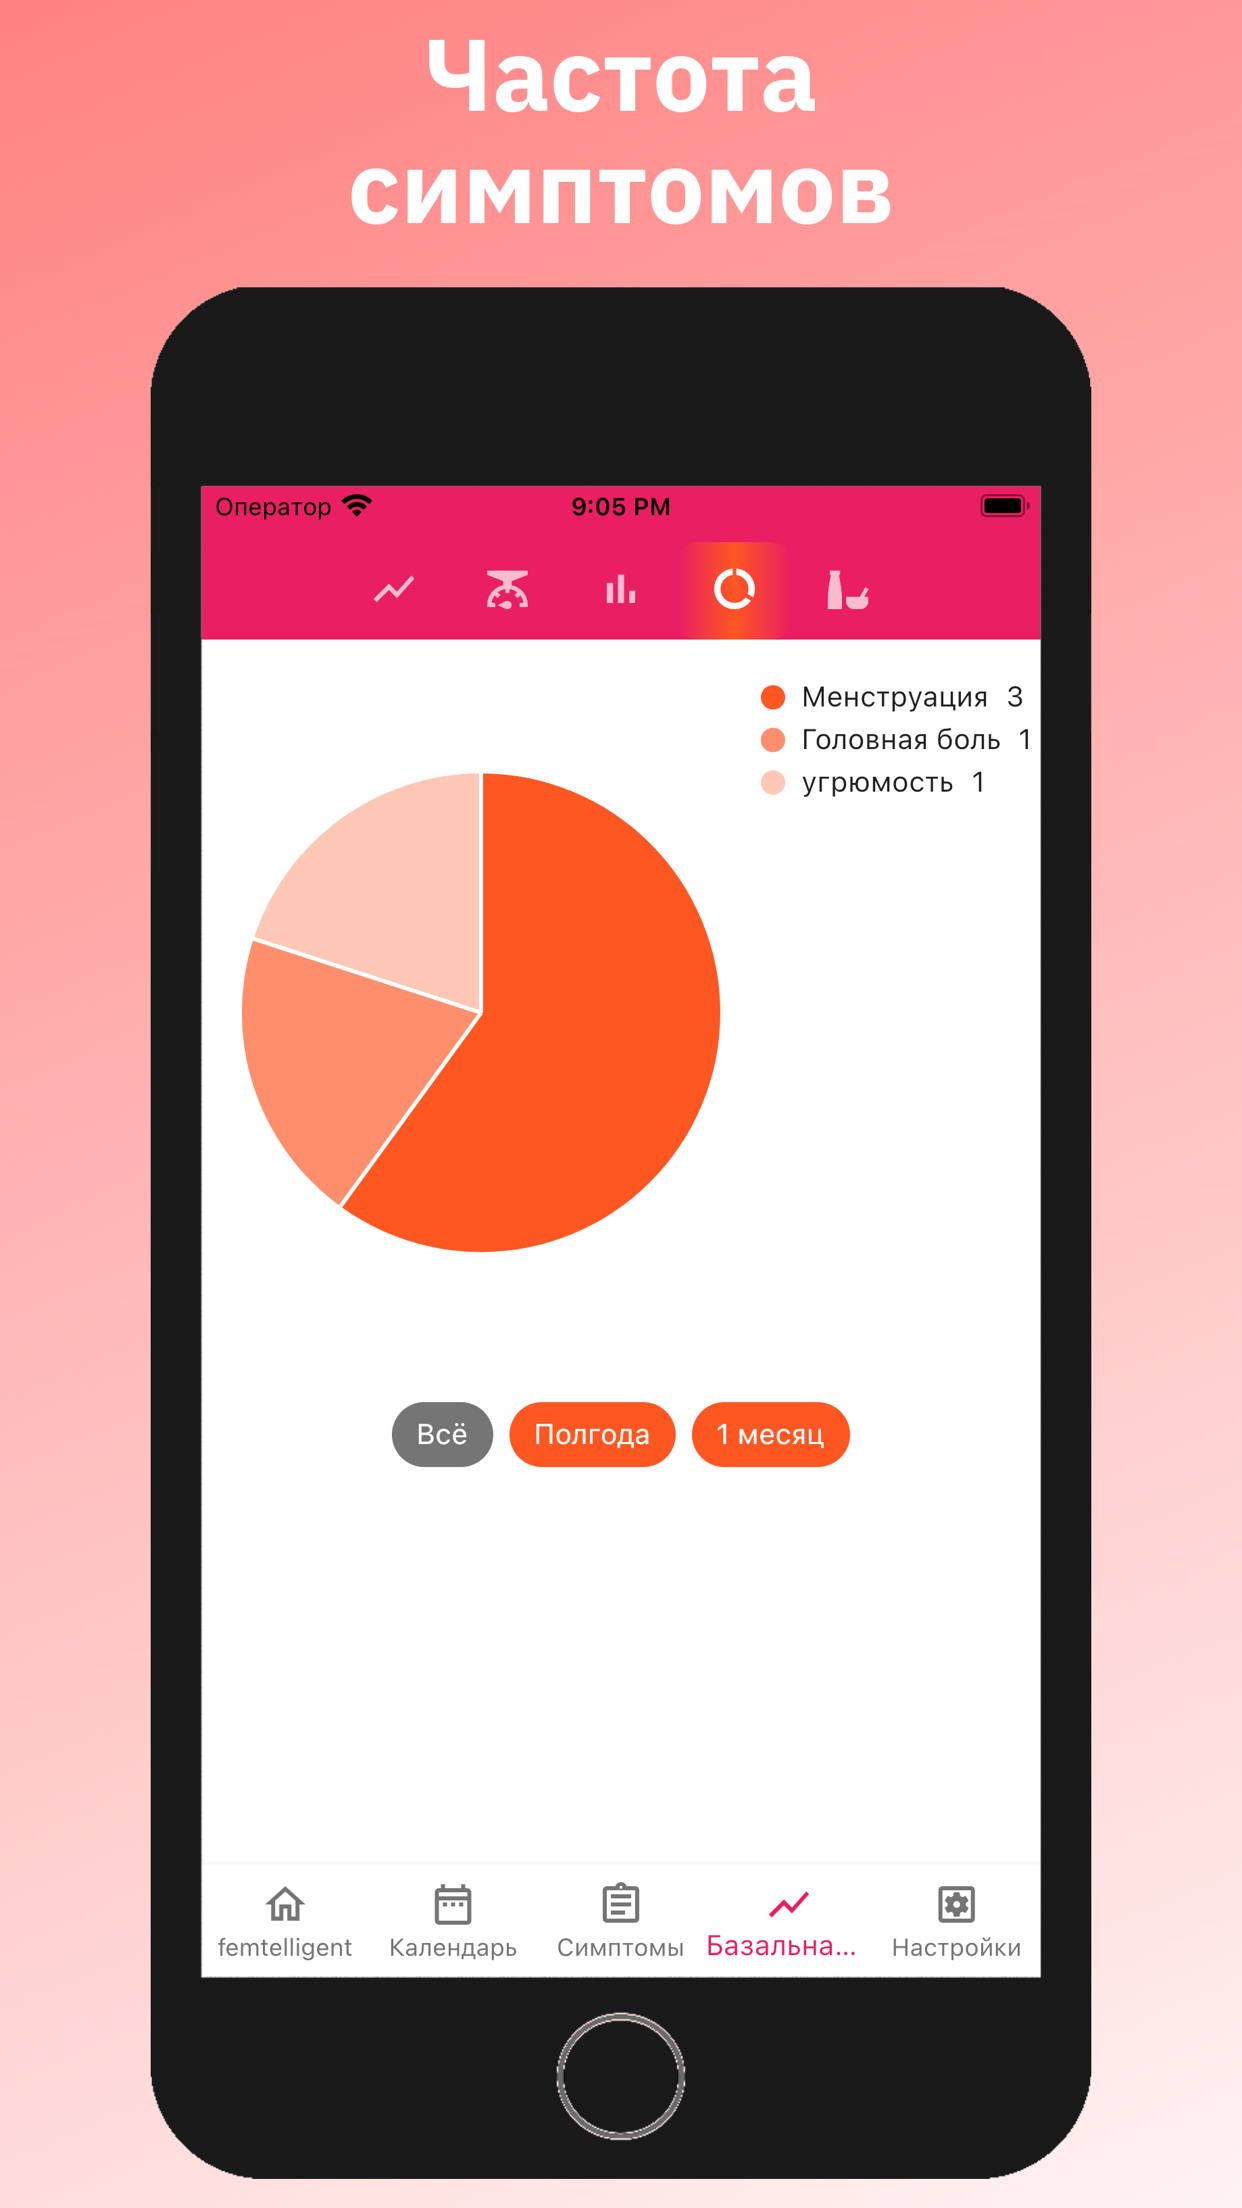 Частота
симптомов
Оператор 9:05 PM
Менструация 3
Головная боль 1
угрюмость 1
Всё Полгода 1 месяц
femtelligent Календарь Симптомы Базальна... Настройки